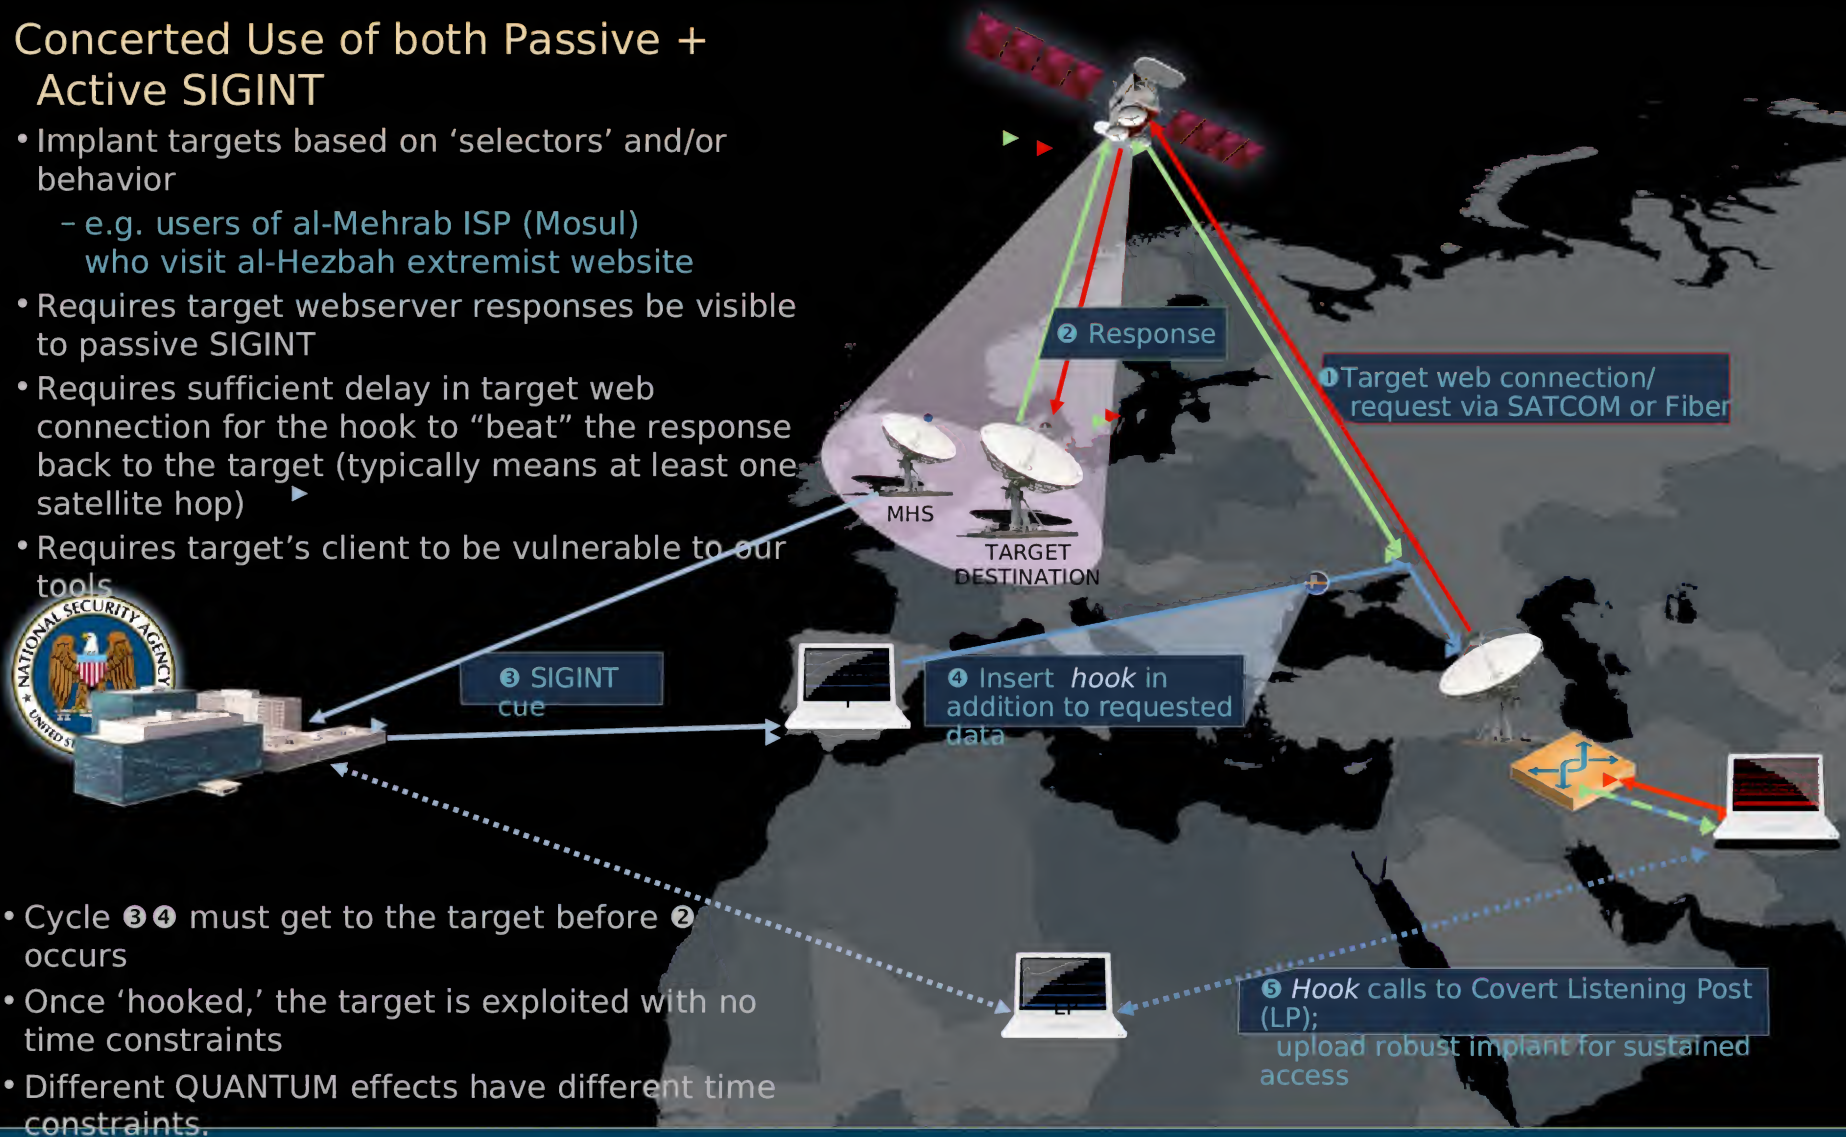 Concerted Use of both Passive +
Active SIGINT
• Implant targets based on ‘selectors’ and/or
behavior
– e.g. users of al-Mehrab ISP (Mosul)
who visit al-Hezbah extremist website
• Requires target webserver responses be visible
to passive SIGINT
• Requires sufficient delay in target web
connection for the hook to “beat” the response
back to the target (typically means at least one
satellite hop)
• Requires target’s client to be vulnerable to our
tools
❷ Response
❶Target web connection/
request via SATCOM or Fiber
MHS
TARGET
DESTINATION
NATIONAL SECURITY AGENCY
UNITED
❸ SIGINT
cue
❹ Insert hook in
addition to requested
data
LP
❺ Hook calls to Covert Listening Post
(LP);
upload robust implant for sustained
access
• Cycle ❸❹ must get to the target before ❷
occurs
• Once ‘hooked,’ the target is exploited with no
time constraints
• Different QUANTUM effects have different time
constraints.